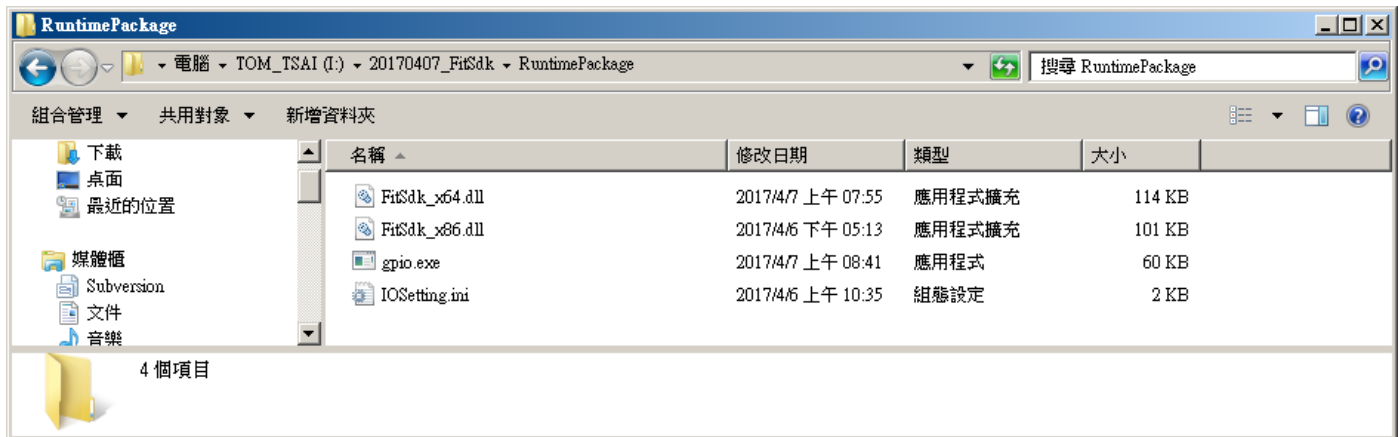 RuntimePackage
電腦 TOM_TSAI (I:) 20170407_FitSdk RuntimePackage
搜尋 RuntimePackage
組合管理 共用對象 新增資料夾
下載
桌面
最近的位置
媒體櫃
Subversion
文件
音樂
名稱 修改日期 類型 大小
FitSdk_x64.dll 2017/4/7 上午 07:55 應用程式擴充 114 KB
FitSdk_x86.dll 2017/4/6 下午 05:13 應用程式擴充 101 KB
gpio.exe 2017/4/7 上午 08:41 應用程式 60 KB
IOSetting.ini 2017/4/6 上午 10:35 組態設定 2 KB
4 個項目